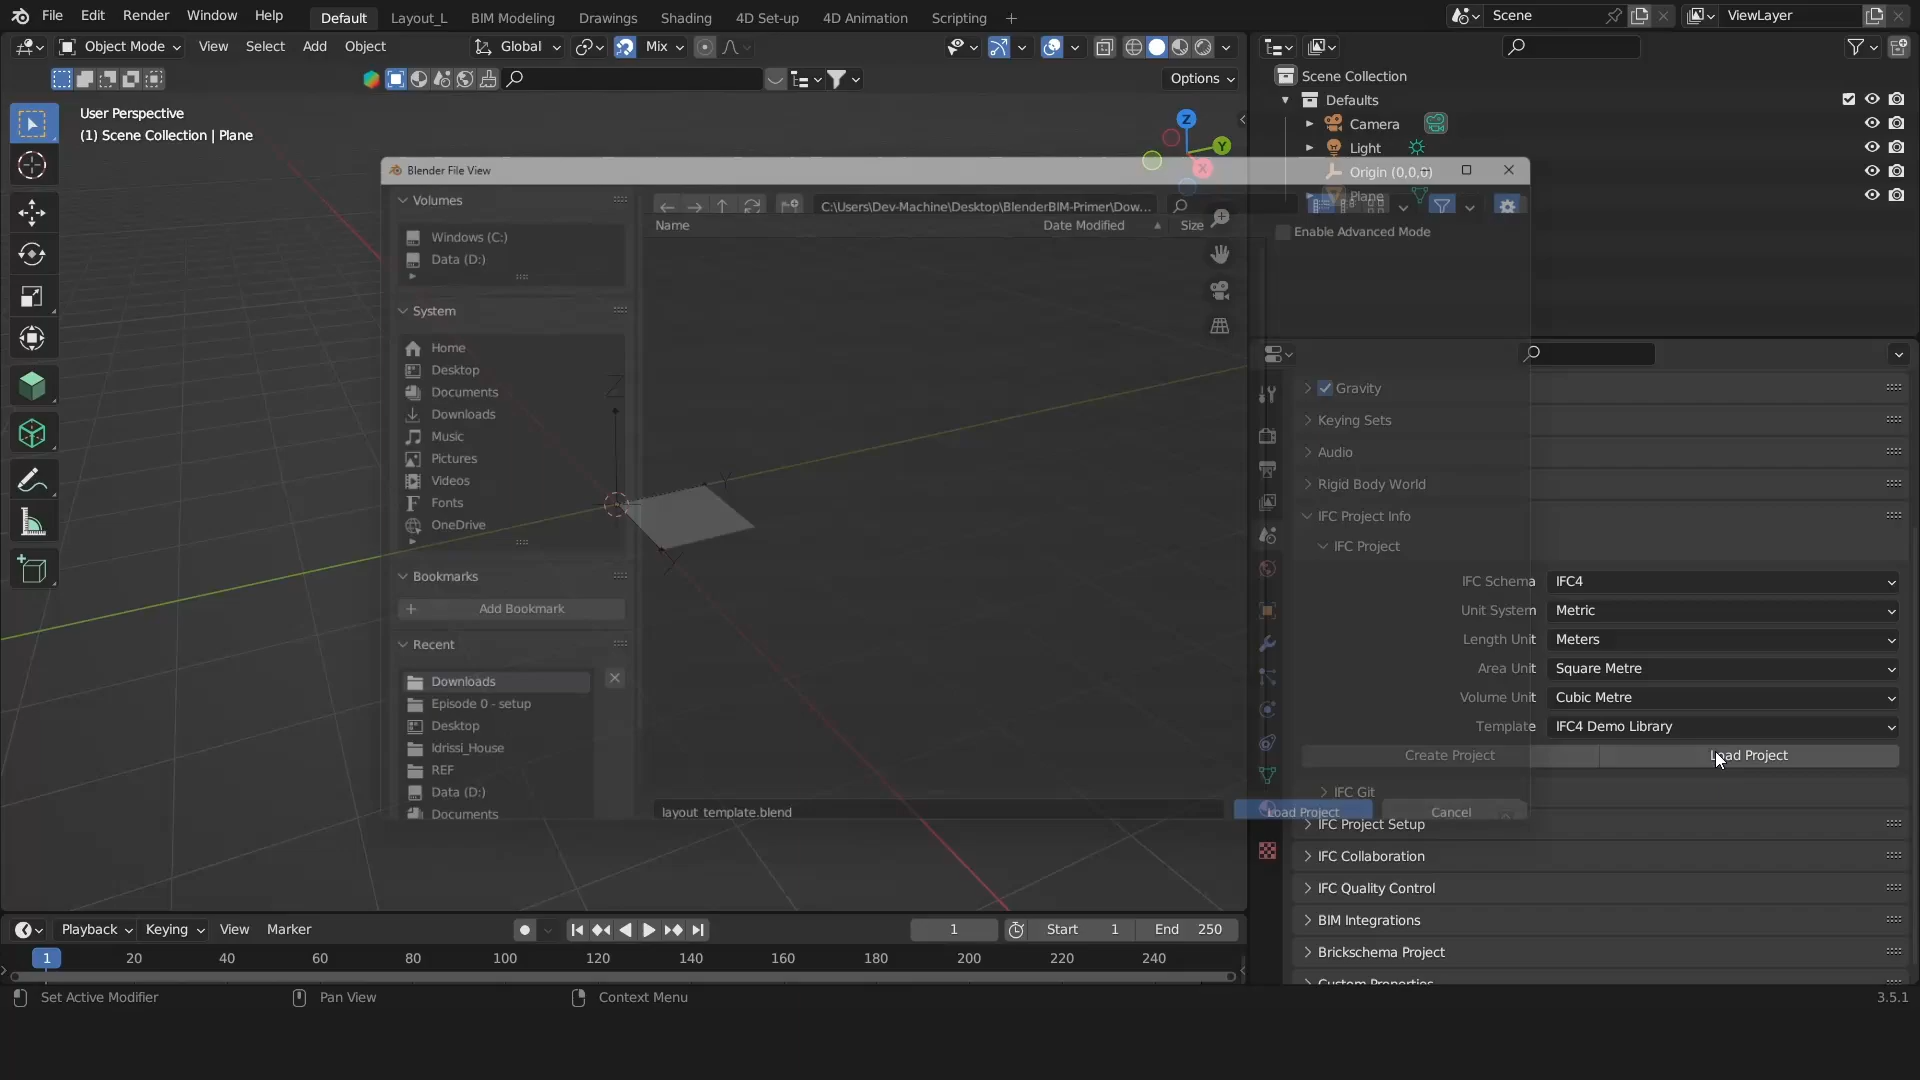 File Edit Render Window Help Default Layout_L BIM Modeling Drawings Shading 4D Set-up 4D Animation Scripting + Scene ViewLayer
Object Mode View Select Add Object Global Mix
Options
User Perspective
(1) Scene Collection | Plane
Z
Y
X
Scene Collection
Defaults
Camera
Light
Origin (0,0,0)
Plane
Blender File View
Volumes
Windows (C:)
Data (D:)
System
Home
Desktop
Documents
Downloads
Music
Pictures
Videos
Fonts
OneDrive
Bookmarks
Add Bookmark
Recent
Downloads
Episode 0 - setup
Desktop
Idrissi_House
REF
Data (D:)
Documents
C:\Users\Dev-Machine\Desktop\BlenderBIM-Primer\Dow...
Name Date Modified Size
Enable Advanced Mode
layout_template.blend Load Project Cancel
Gravity
Keying Sets
Audio
Rigid Body World
IFC Project Info
IFC Project
IFC Schema IFC4
Unit System Metric
Length Unit Meters
Area Unit Square Metre
Volume Unit Cubic Metre
Template IFC4 Demo Library
Create Project Load Project
IFC Git
IFC Project Setup
IFC Collaboration
IFC Quality Control
BIM Integrations
Brickschema Project
Custom Properties
Playback Keying View Marker 1 Start 1 End 250
1 20 40 60 80 100 120 140 160 180 200 220 240
Set Active Modifier Pan View Context Menu 3.5.1